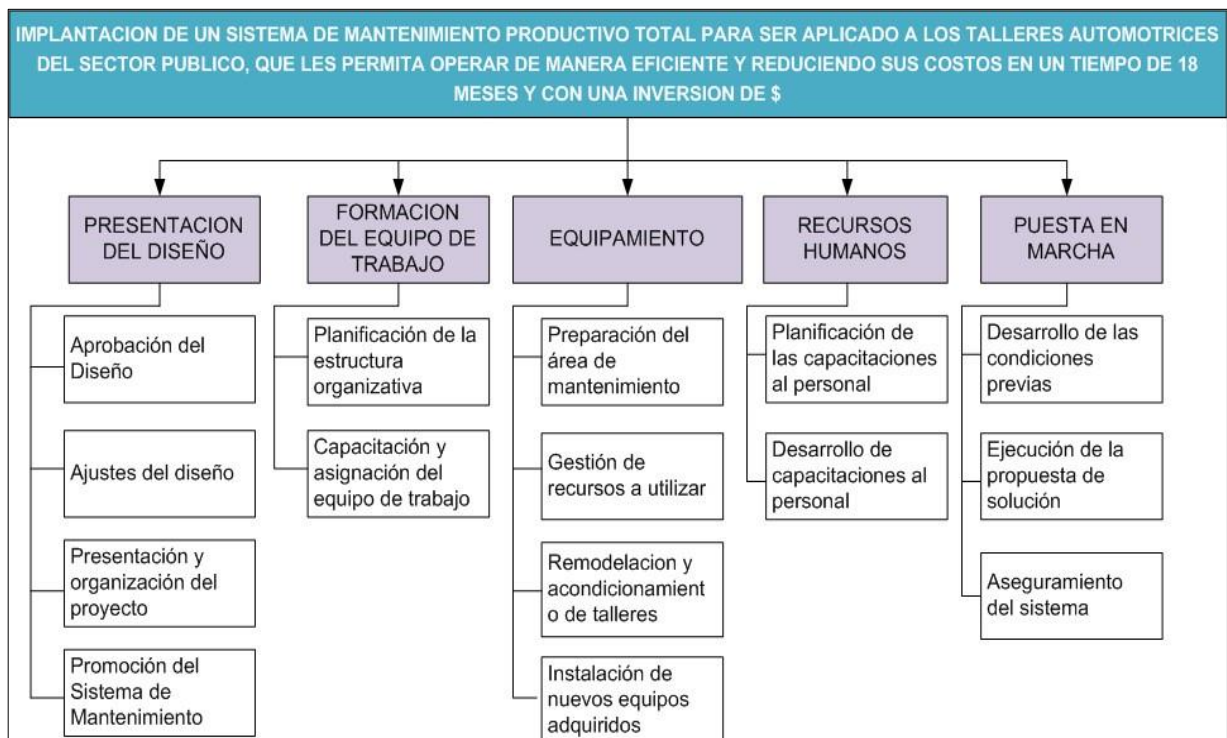 IMPLANTACION DE UN SISTEMA DE MANTENIMIENTO PRODUCTIVO TOTAL PARA SER APLICADO A LOS TALLERES AUTOMOTRICES
DEL SECTOR PUBLICO, QUE LES PERMITA OPERAR DE MANERA EFICIENTE Y REDUCIENDO SUS COSTOS EN UN TIEMPO DE 18
MESES Y CON UNA INVERSION DE $
PRESENTACION
DEL DISEÑO
Aprobación del
Diseño
Ajustes del diseño
Presentación y
organización del
proyecto
Promoción del
Sistema de
Mantenimiento
FORMACION
DEL EQUIPO DE
TRABAJO
Planificación de la
estructura
organizativa
Capacitación y
asignación del
equipo de trabajo
EQUIPAMIENTO
Preparación del
área de
mantenimiento
Gestión de
recursos a utilizar
Remodelacion y
acondicionamient
o de talleres
Instalación de
nuevos equipos
adquiridos
RECURSOS
HUMANOS
Planificación de
las capacitaciones
al personal
Desarrollo de
capacitaciones al
personal
PUESTA EN
MARCHA
Desarrollo de las
condiciones
previas
Ejecución de la
propuesta de
solución
Aseguramiento
del sistema